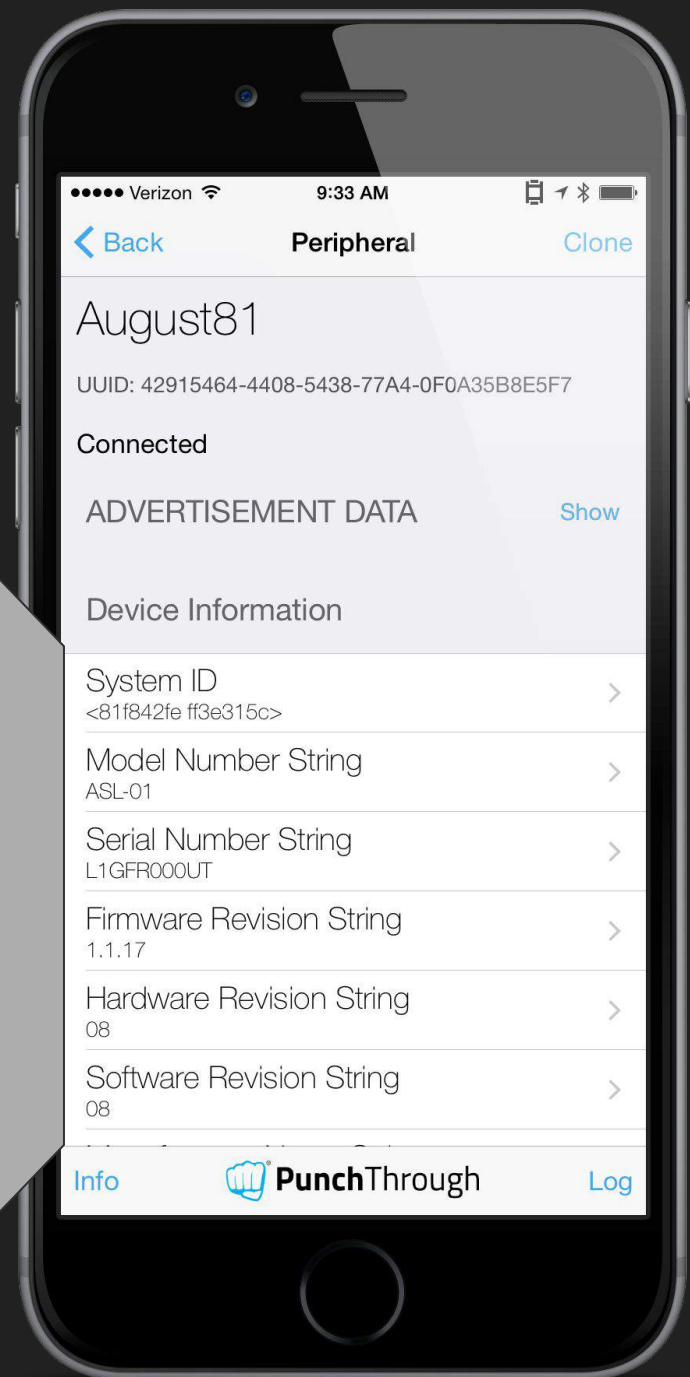 Verizon 9:33 AM
Back Peripheral Clone
August81
UUID: 42915464-4408-5438-77A4-0F0A35B8E5F7
Connected
ADVERTISEMENT DATA Show
Device Information
System ID
<81f842fe ff3e315c>
Model Number String
ASL-01
Serial Number String
L1GFR000UT
Firmware Revision String
1.1.17
Hardware Revision String
08
Software Revision String
08
Info PunchThrough Log